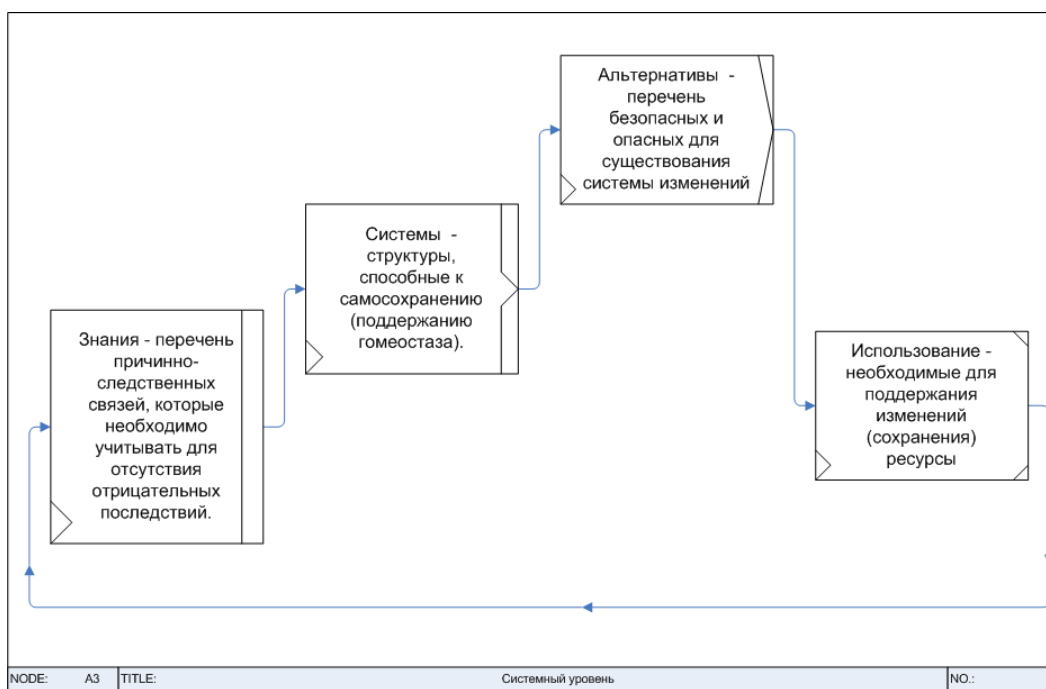 Знания - перечень
причинно-
следственных
связей, которые
необходимо
учитывать для
отсутствия
отрицательных
последствий.
Системы -
структуры,
способные к
самосохранению
(поддержанию
гомеостаза).
Альтернативы -
перечень
безопасных и
опасных для
существования
системы изменений
Использование -
необходимые для
поддержания
изменений
(сохранения)
ресурсы
NODE: A3 TITLE: Системный уровень NO.: